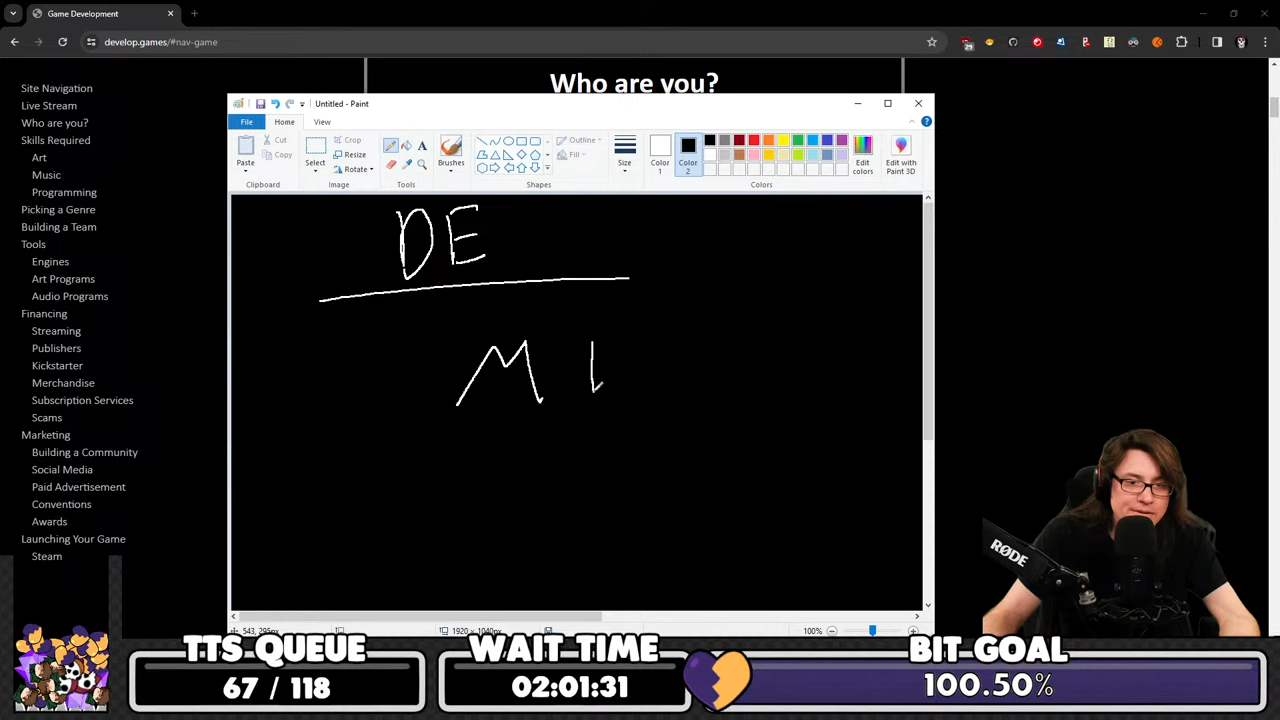 Game Development
develop.games/#nav-game
29
Who are you?
Site Navigation
Live Stream
Who are you?
Skills Required
Art
Music
Programming
Picking a Genre
Building a Team
Tools
Engines
Art Programs
Audio Programs
Financing
Streaming
Publishers
Kickstarter
Merchandise
Subscription Services
Scams
Marketing
Building a Community
Social Media
Paid Advertisement
Conventions
Awards
Launching Your Game
Steam
Untitled - Paint
File Home View
Paste Cut Copy
Clipboard
Select Crop Resize Rotate
Image
A
Tools
Brushes
Outline
Fill
Shapes
Size
Color 1
Color 2
Edit colors
Colors
Edit with Paint 3D
DE
M
543, 295px
1920 × 1040px
100%
RØDE
TTS QUEUE
67 / 118
WAIT TIME
02:01:31
BIT GOAL
100.50%